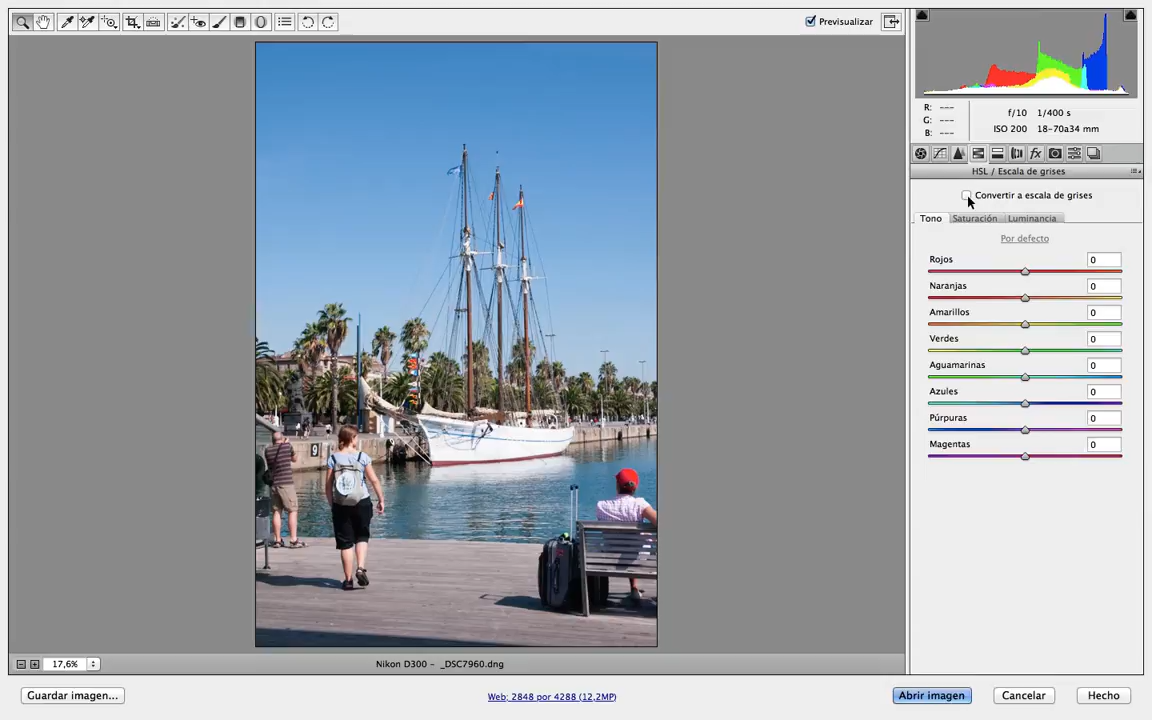 Previsualizar
R: ---
G: ---
B: ---
f/10 1/400 s
ISO 200 18-70a34 mm
HSL / Escala de grises
Convertir a escala de grises
Tono Saturación Luminancia
Por defecto
Rojos 0
Naranjas 0
Amarillos 0
Verdes 0
Aguamarinas 0
Azules 0
Púrpuras 0
Magentas 0
9
17,6%
Nikon D300 - _DSC7960.dng
Guardar imagen...
Web; 2848 por 4288 (12,2MP)
Abrir imagen
Cancelar
Hecho